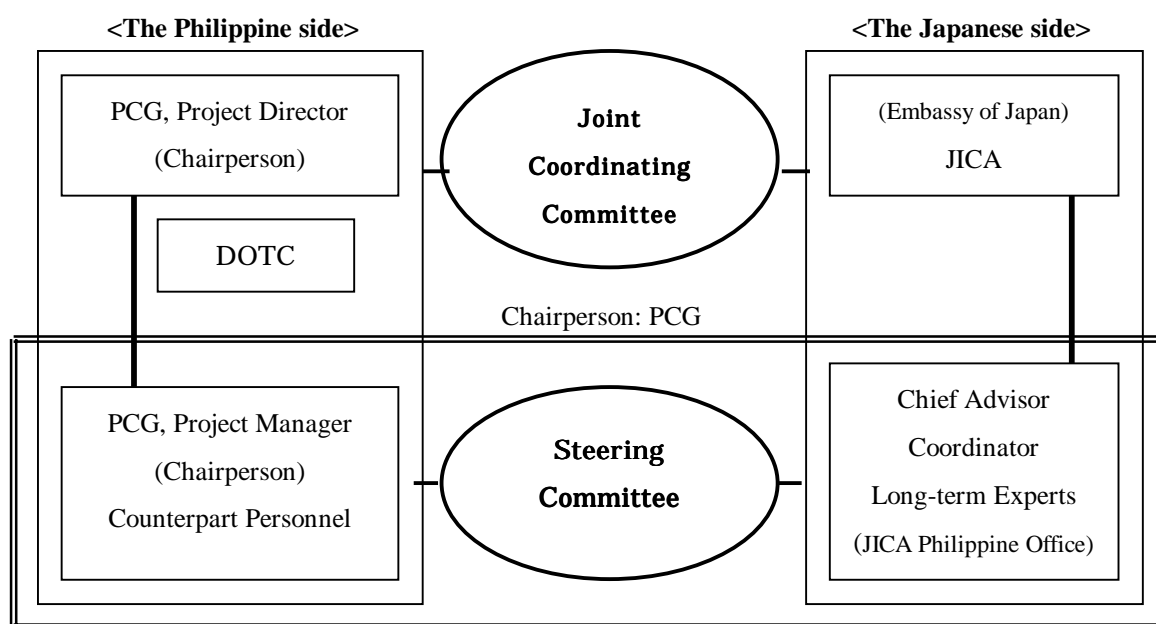 <The Philippine side>
<The Japanese side>
PCG, Project Director
(Chairperson)
DOTC
Joint
Coordinating
Committee
(Embassy of Japan)
JICA
Chairperson: PCG
PCG, Project Manager
(Chairperson)
Counterpart Personnel
Steering
Committee
Chief Advisor
Coordinator
Long-term Experts
(JICA Philippine Office)